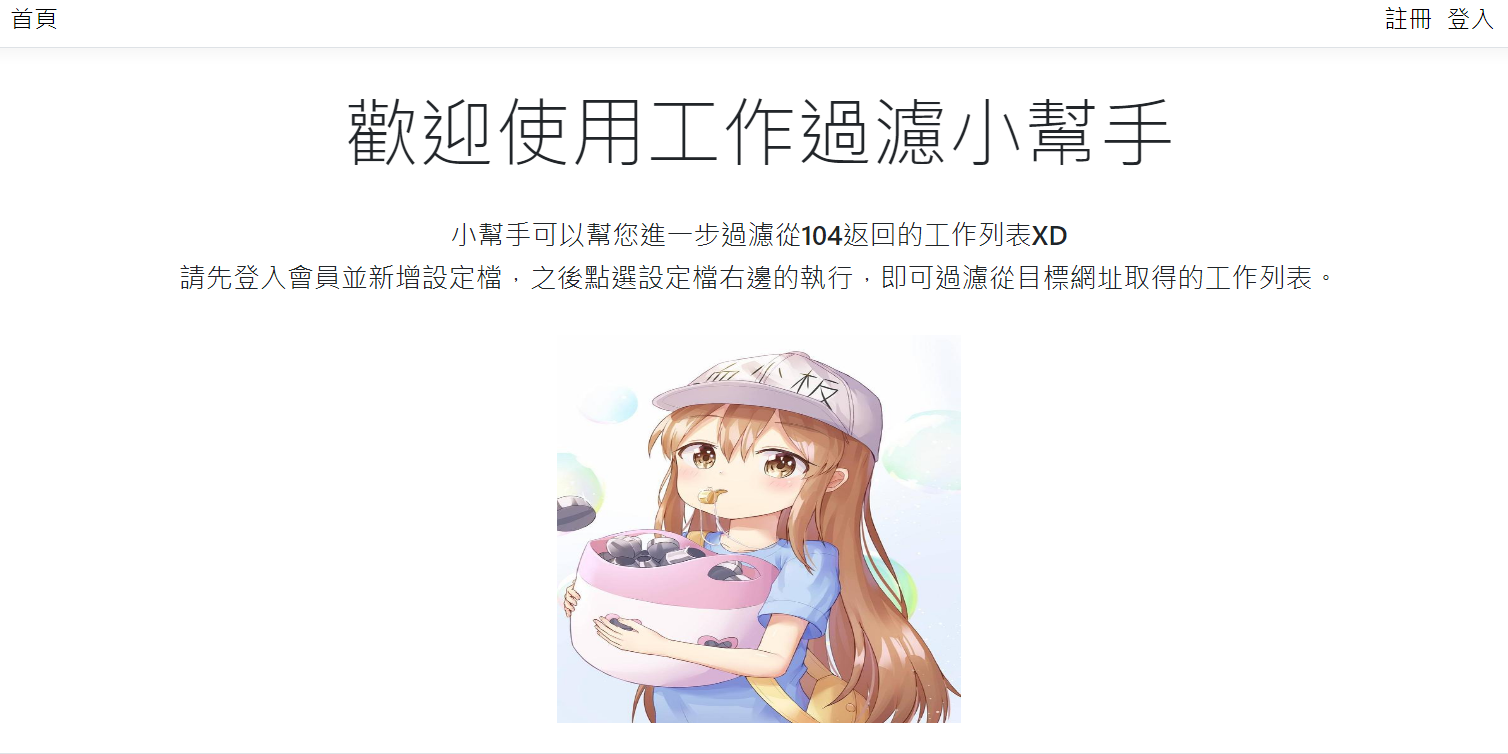 首頁
註冊 登入
歡迎使用工作過濾小幫手
小幫手可以幫您進一步過濾從104返回的工作列表XD
請先登入會員並新增設定檔，之後點選設定檔右邊的執行，即可過濾從目標網址取得的工作列表。
小板